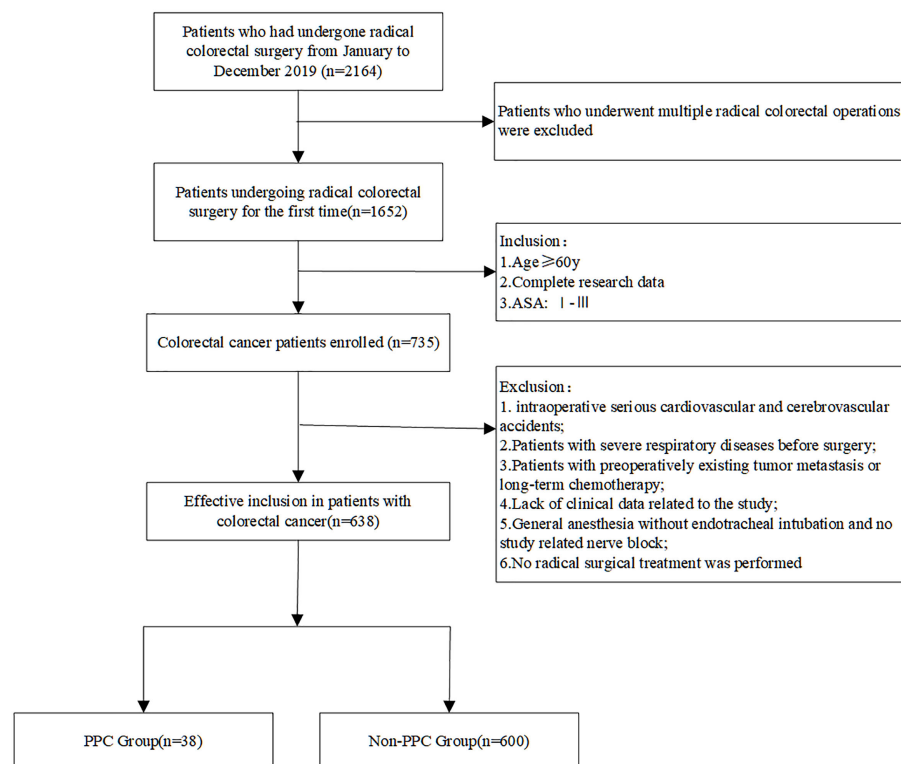 Patients who had undergone radical
colorectal surgery from January to
December 2019 (n=2164)
Patients who underwent multiple radical colorectal operations
were excluded
Patients undergoing radical colorectal
surgery for the first time(n=1652)
Inclusion：
1.Age≥60y
2.Complete research data
3.ASA: Ⅰ-Ⅲ
Colorectal cancer patients enrolled (n=735)
Exclusion：
1. intraoperative serious cardiovascular and cerebrovascular
accidents;
2.Patients with severe respiratory diseases before surgery;
3.Patients with preoperatively existing tumor metastasis or
long-term chemotherapy;
4.Lack of clinical data related to the study;
5.General anesthesia without endotracheal intubation and no
study related nerve block;
6.No radical surgical treatment was performed
Effective inclusion in patients with
colorectal cancer(n=638)
PPC Group(n=38)
Non-PPC Group(n=600)